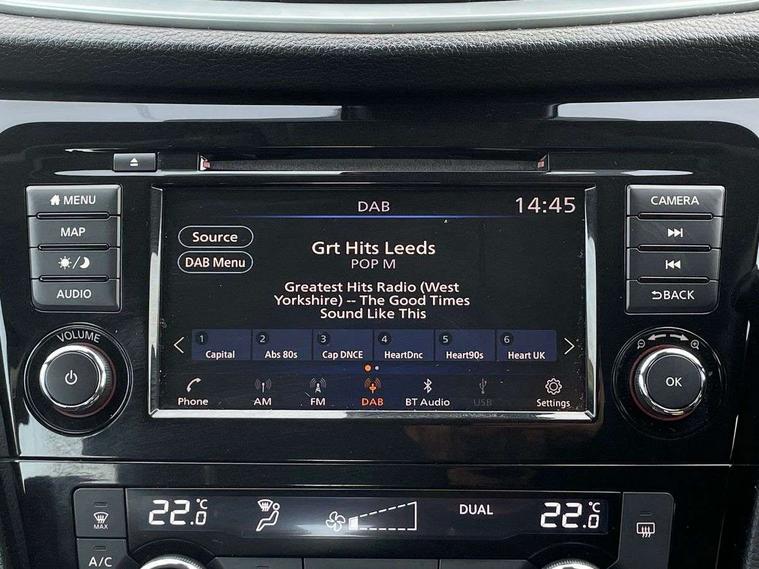 DAB
14:45
MENU
CAMERA
MAP
AUDIO
BACK
VOLUME
OK
Source
DAB Menu
Grt Hits Leeds
POP M
Greatest Hits Radio (West
Yorkshire) -- The Good Times
Sound Like This
1 Capital
2 Abs 80s
3 Cap DNCE
4 HeartDnc
5 Heart90s
6 Heart UK
Phone
AM
FM
DAB
BT Audio
USB
Settings
MAX
22.0 °C
DUAL
22.0 °C
A/C